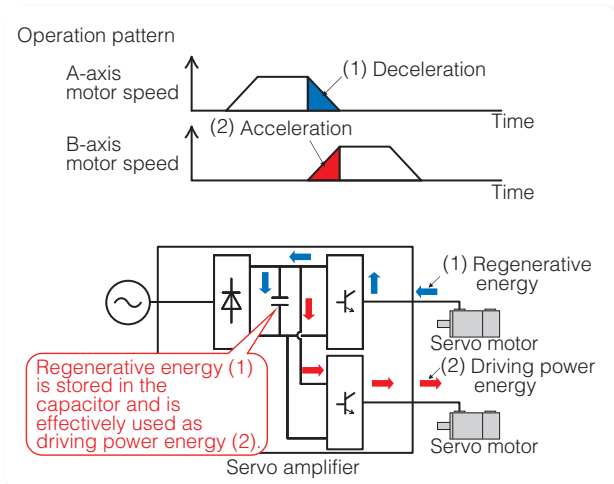 Operation pattern
A-axis
motor speed
(1) Deceleration
Time
(2) Acceleration
B-axis
motor speed
Time
(1) Regenerative
energy
Servo motor
(2) Driving power
energy
Servo motor
Regenerative energy (1)
is stored in the
capacitor and is
effectively used as
driving power energy (2).
Servo amplifier